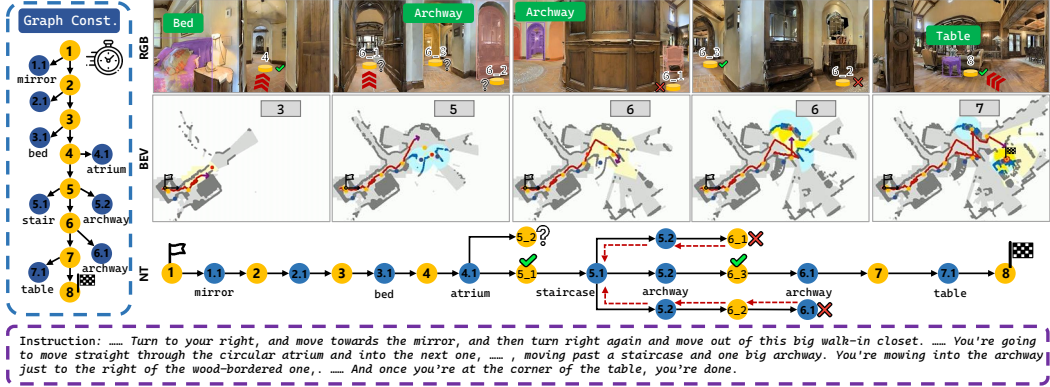 Graph Const.
1
1.1
mirror
2
2.1
3
3.1
bed
4
4.1
atrium
5
5.1
5.2
stair
archway
6
6.1
archway
7
7.1
table
8
RGB
Bed
4
Archway
6_1
?
6_3
?
6_2
?
Archway
6_1
6_3
6_2
Table
8
BEV
3
5
6
6
7
NT
1
1.1
2
2.1
3
3.1
4
4.1
5_2
?
5_1
5.1
5.2
6_1
5.2
6_3
6.1
7
7.1
8
5.2
6_2
6.1
mirror
bed
atrium
staircase
archway
archway
table
Instruction: …… Turn to your right, and move towards the mirror, and then turn right again and move out of this big walk-in closet. …… You're going
to move straight through the circular atrium and into the next one, …… , moving past a staircase and one big archway. You're mowing into the archway
just to the right of the wood-bordered one,. …… And once you're at the corner of the table, you're done.